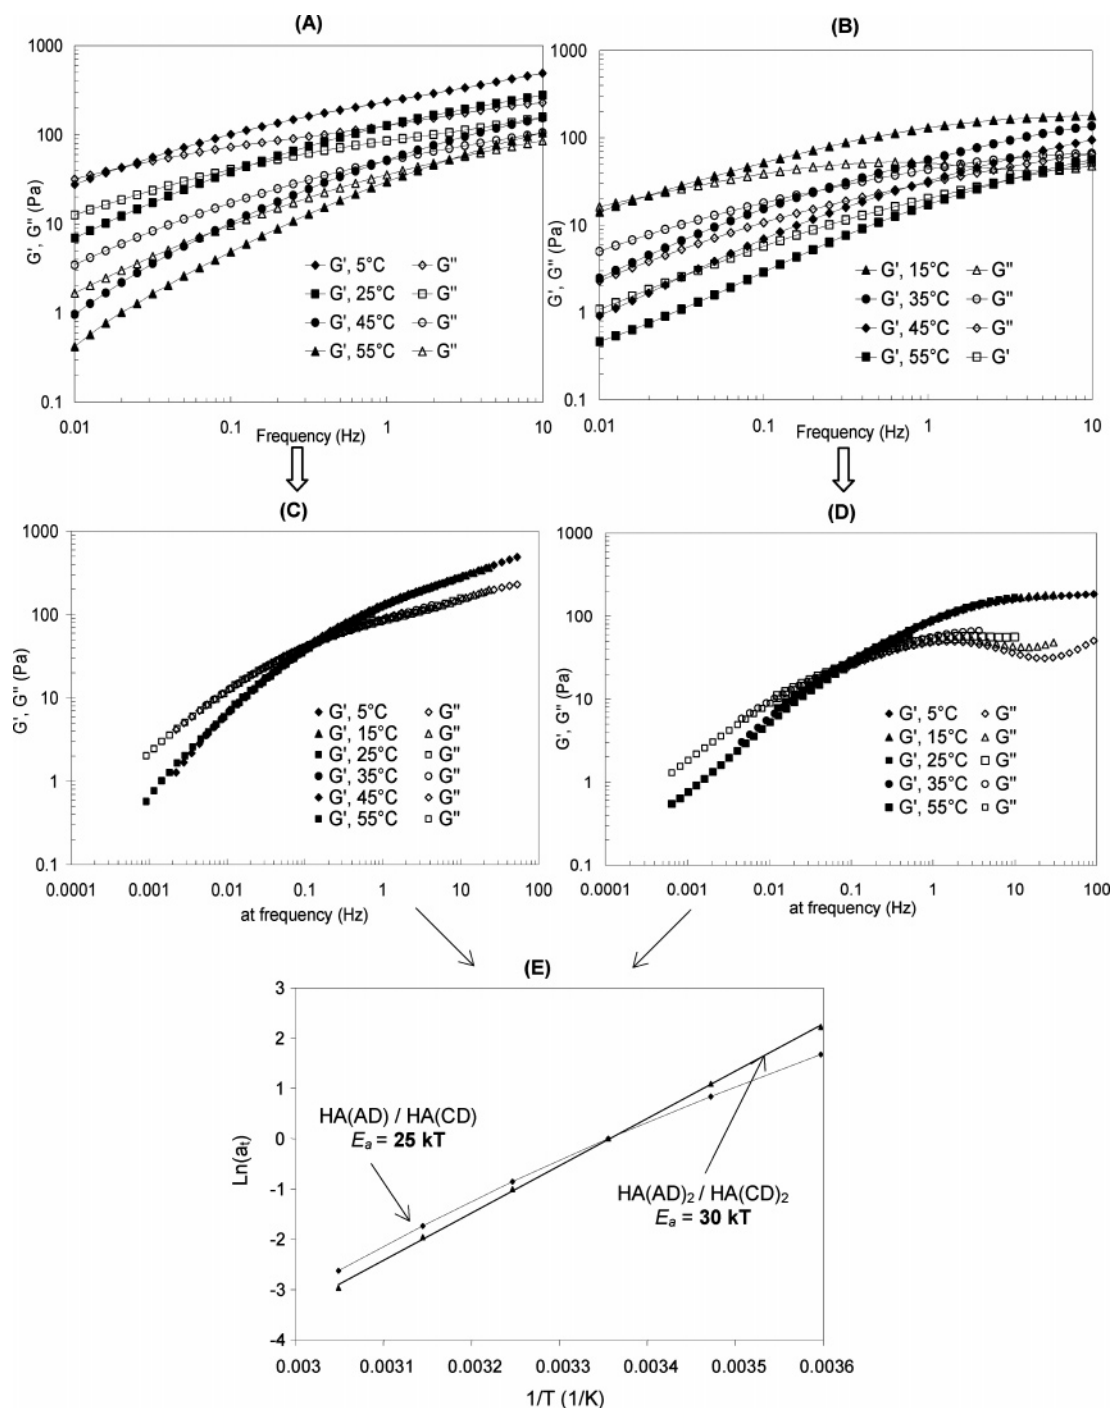 (A)
1000
100
10
1
0.1
G', G" (Pa)
G', 5°C G"
G', 25°C G"
G', 45°C G"
G', 55°C G"
0.01 0.1 1 10
Frequency (Hz)
(B)
1000
100
10
1
0.1
G', G" (Pa)
G', 15°C G"
G', 35°C G"
G', 45°C G"
G', 55°C G'
0.01 0.1 1 10
Frequency (Hz)
(C)
1000
100
10
1
0.1
G', G" (Pa)
G', 5°C G"
G', 15°C G"
G', 25°C G"
G', 35°C G"
G', 45°C G"
G', 55°C G"
0.0001 0.001 0.01 0.1 1 10 100
at frequency (Hz)
(D)
1000
100
10
1
0.1
G', G" (Pa)
G', 5°C G"
G', 15°C G"
G', 25°C G"
G', 35°C G"
G', 55°C G"
0.0001 0.001 0.01 0.1 1 10 100
at frequency (Hz)
(E)
3
2
1
0
-1
-2
-3
-4
Ln(at)
HA(AD) / HA(CD)
Ea = 25 kT
HA(AD)2 / HA(CD)2
Ea = 30 kT
0.003 0.0031 0.0032 0.0033 0.0034 0.0035 0.0036
1/T (1/K)